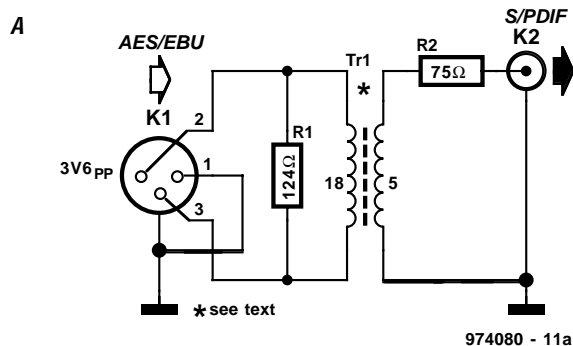 A
AES/EBU
K1
3V6PP
2
1
3
R1
124Ω
Tr1
*
18
5
R2
75Ω
S/PDIF
K2
* see text
974080 - 11a